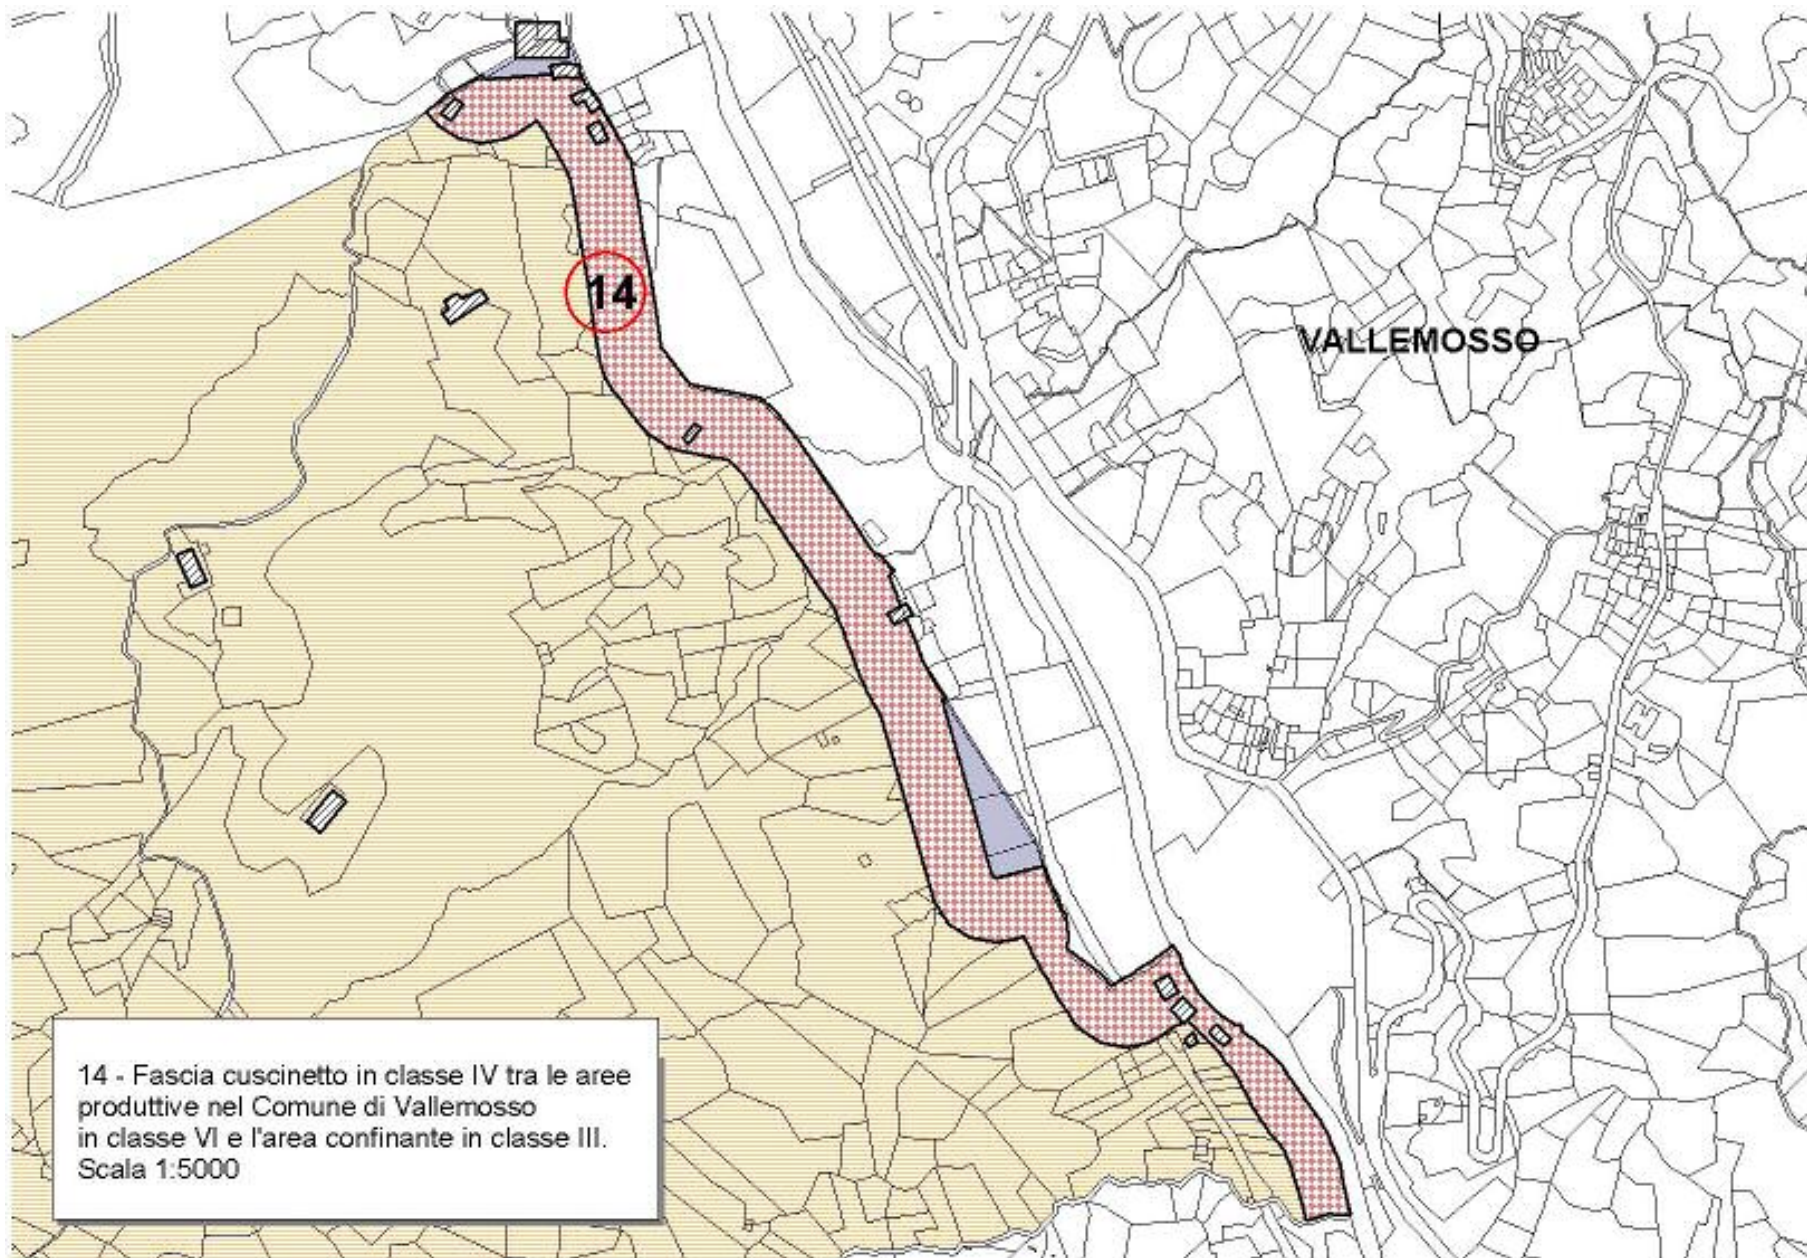 14
VALLEMOSSO
14 - Fascia cuscinetto in classe IV tra le aree
produttive nel Comune di Vallemosso
in classe VI e l'area confinante in classe III.
Scala 1:5000